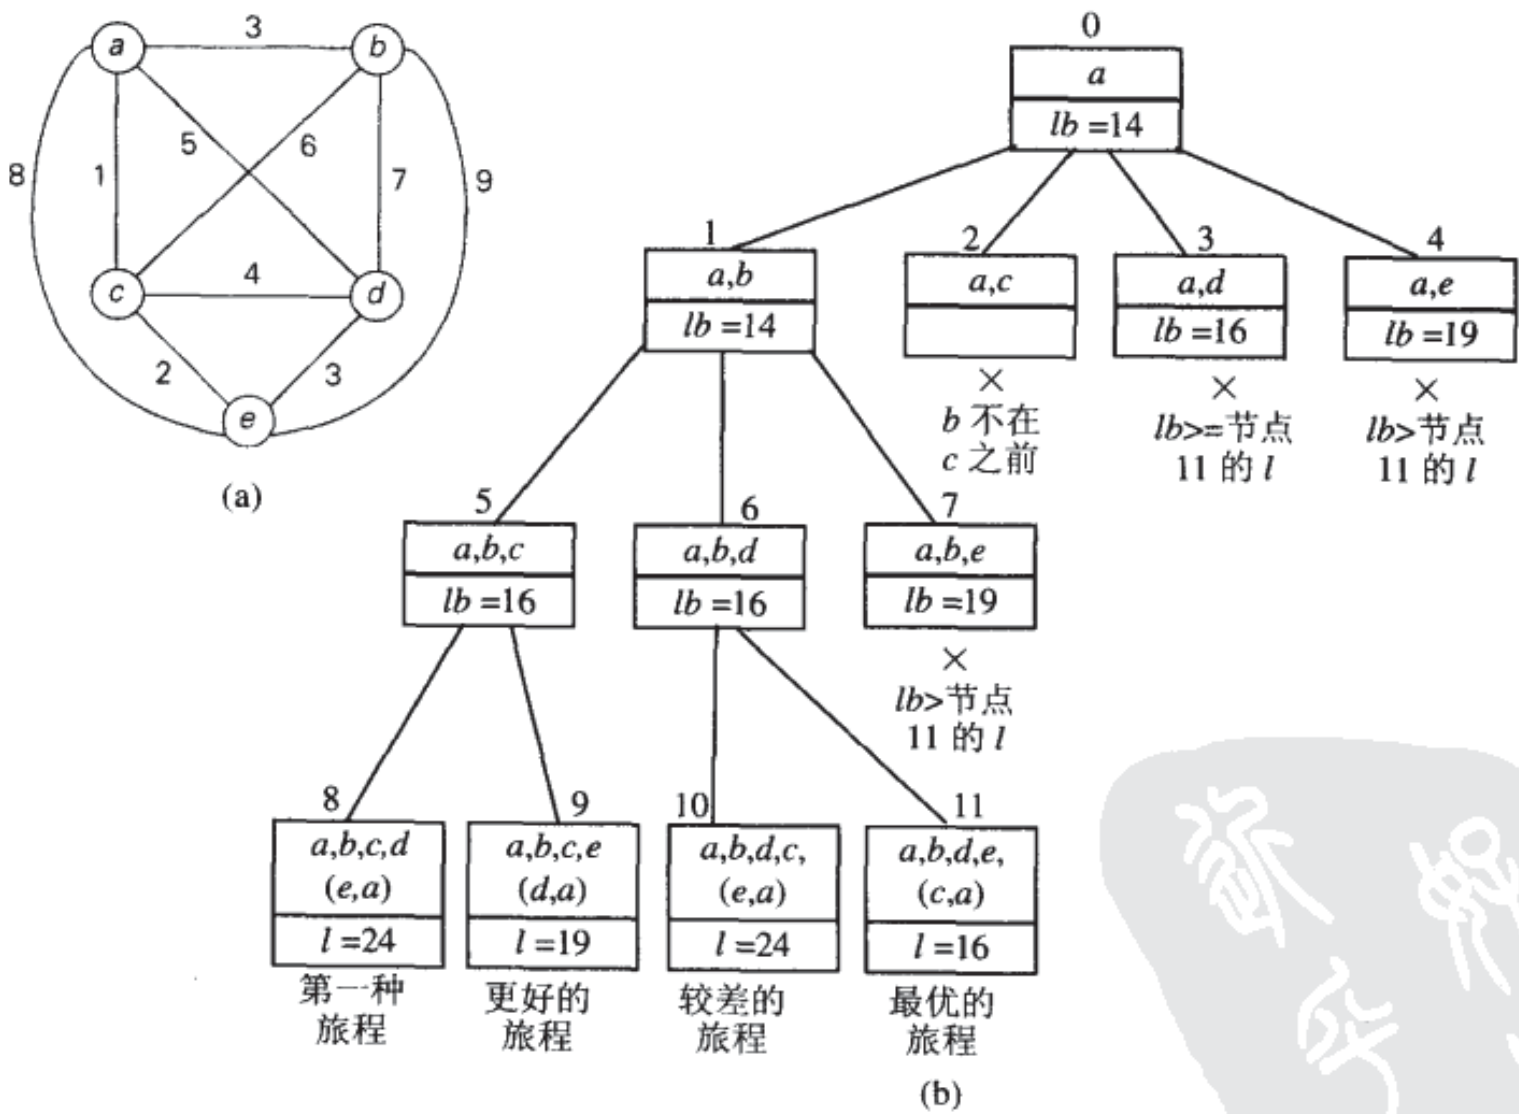 3
a
b
8
5
6
1
7
9
c
4
d
2
3
e
(a)
0
a
lb =14
1
a,b
lb =14
2
a,c
×
b 不在
c 之前
3
a,d
lb =16
×
lb>=节点
11 的 l
4
a,e
lb =19
×
lb>节点
11 的 l
5
a,b,c
lb =16
6
a,b,d
lb =16
7
a,b,e
lb =19
×
lb>节点
11 的 l
8
a,b,c,d
(e,a)
l =24
第一种
旅程
9
a,b,c,e
(d,a)
l =19
更好的
旅程
10
a,b,d,c,
(e,a)
l =24
较差的
旅程
11
a,b,d,e,
(c,a)
l =16
最优的
旅程
(b)